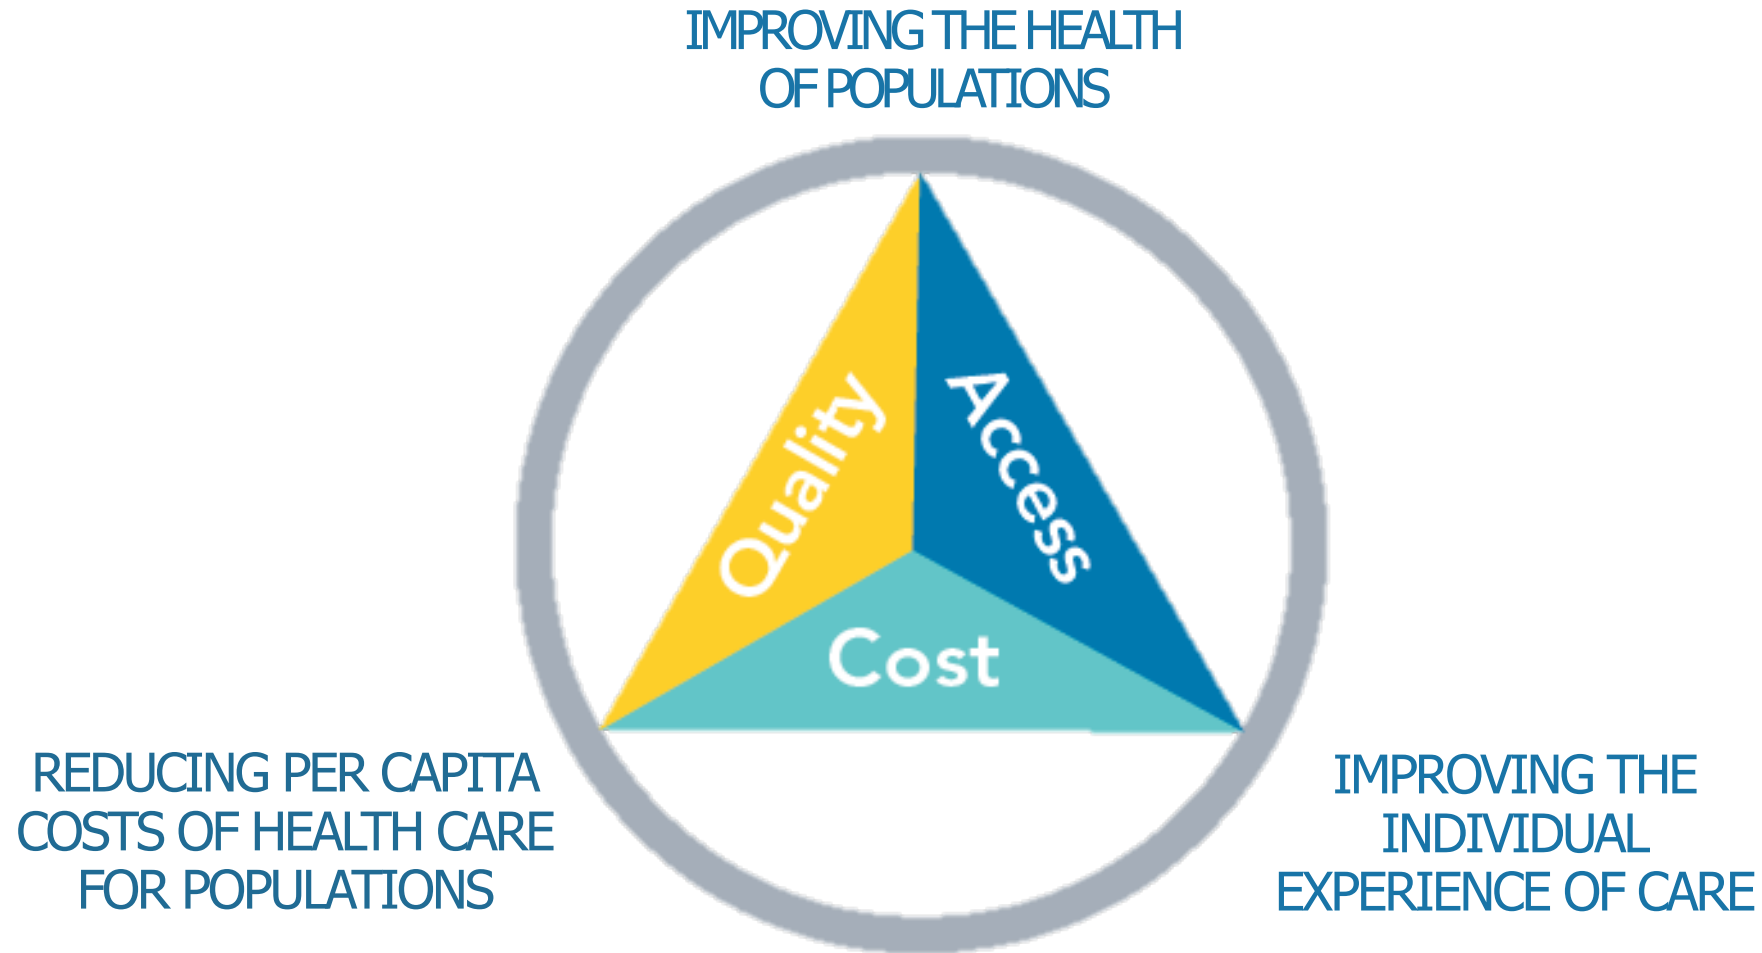 IMPROVING THE HEALTH
OF POPULATIONS
Quality
Access
Cost
REDUCING PER CAPITA
COSTS OF HEALTH CARE
FOR POPULATIONS
IMPROVING THE
INDIVIDUAL
EXPERIENCE OF CARE